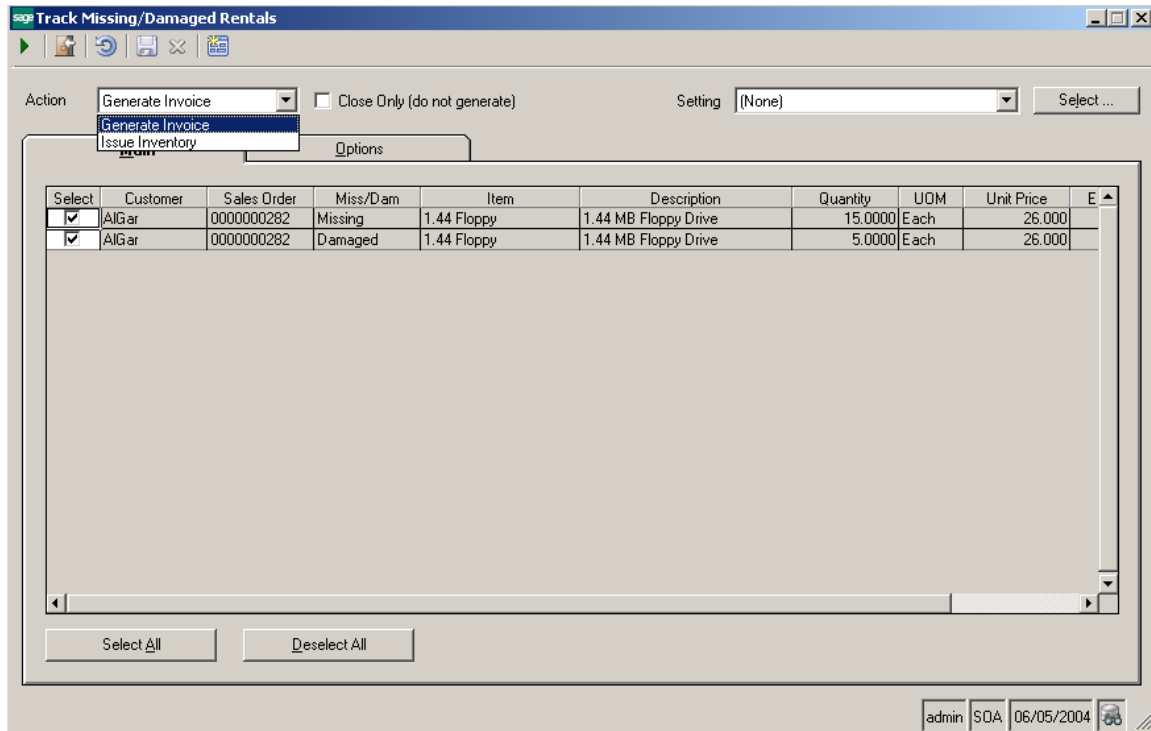 sage Track Missing/Damaged Rentals
Action Generate Invoice Close Only (do not generate) Setting (None) Select ...
Generate Invoice
Issue Inventory
Options
Select Customer Sales Order Miss/Dam Item Description Quantity UOM Unit Price E
AlGar 0000000282 Missing 1.44 Floppy 1.44 MB Floppy Drive 15.0000 Each 26.000
AlGar 0000000282 Damaged 1.44 Floppy 1.44 MB Floppy Drive 5.0000 Each 26.000
Select All Deselect All
admin SOA 06/05/2004